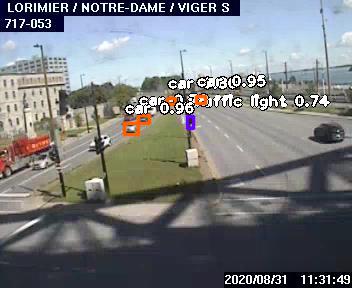 LORIMIER / NOTRE-DAME / VIGER S
717-053
car 0.95
traffic light 0.74
car 0.96
2020/08/31 11:31:49